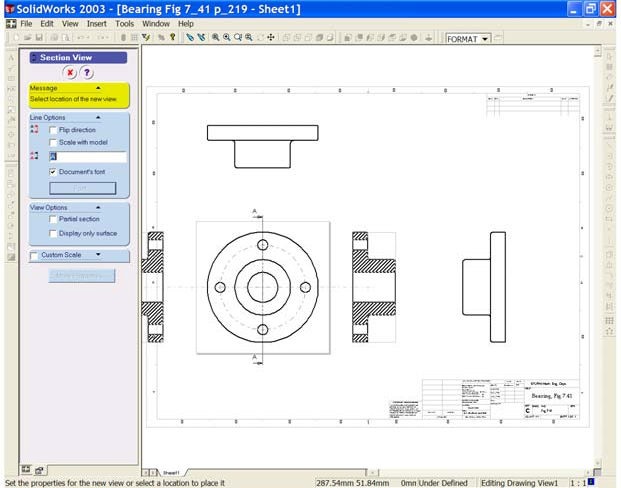 SolidWorks 2003 - [Bearing Fig 7_41 p_219 - Sheet1]
File Edit View Insert Tools Window Help
FORMAT
Section View
Message
Select location of the new view.
Line Options
Flip direction
Scale with model
Document's font
View Options
Partial section
Display only surface
Custom Scale
A
A
Bearing, Fig 7.41
C
Sheet1
Set the properties for the new view or select a location to place it 287.54mm 51.84mm 0mm Under Defined Editing Drawing View1 1 : 1